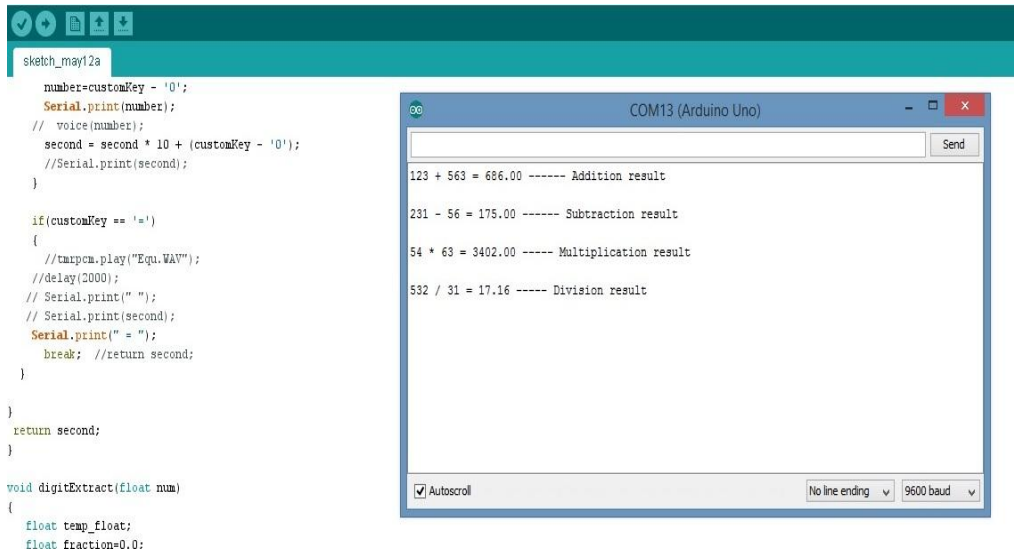 sketch_may12a
number=customKey - '0';
Serial.print(number);
// voice(number);
second = second * 10 + (customKey - '0');
//Serial.print(second);
}
if(customKey == '=')
{
//tmrpcm.play("Equ.WAV");
//delay(2000);
// Serial.print(" ");
// Serial.print(second);
Serial.print(" = ");
break; //return second;
}
}
return second;
}
void digitExtract(float num)
{
float temp_float;
float fraction=0.0;
COM13 (Arduino Uno)
Send
123 + 563 = 686.00 ------ Addition result
231 - 56 = 175.00 ------ Subtraction result
54 * 63 = 3402.00 ----- Multiplication result
532 / 31 = 17.16 ----- Division result
Autoscroll
No line ending
9600 baud